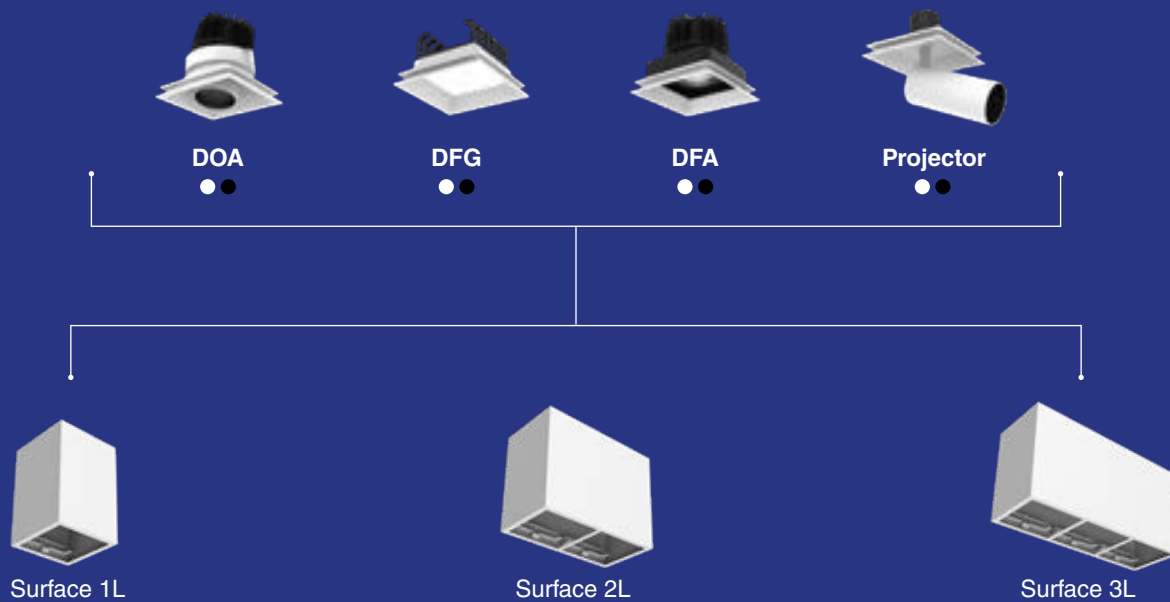 DOA
DFG
DFA
Projector
Surface 1L
Surface 2L
Surface 3L